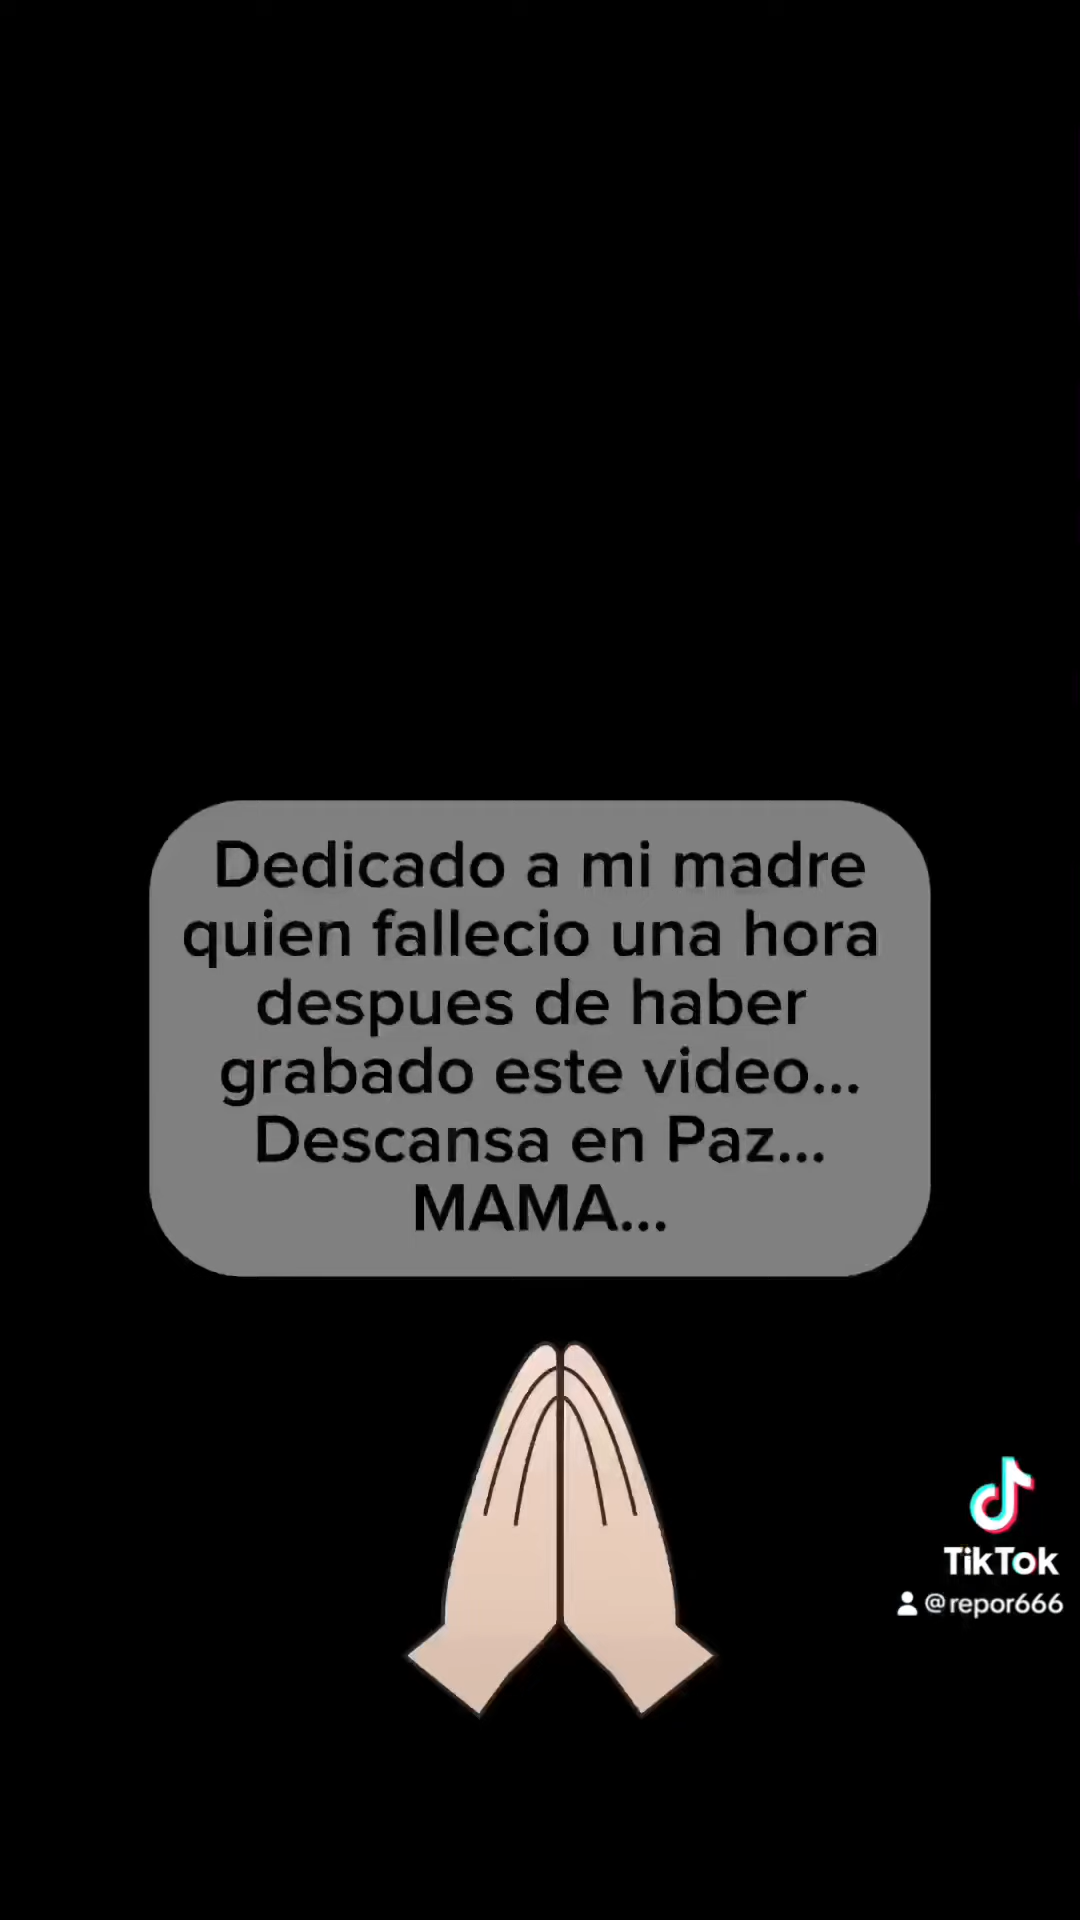 Dedicado a mi madre
quien fallecio una hora
despues de haber
grabado este video...
Descansa en Paz...
MAMA...
TikTok
@repor666